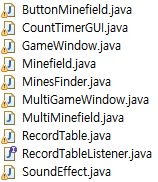 ButtonMinefield.java
CountTimerGUI.java
GameWindow.java
Minefield.java
MinesFinder.java
MultiGameWindow.java
MultiMinefield.java
RecordTable.java
RecordTableListener.java
SoundEffect.java